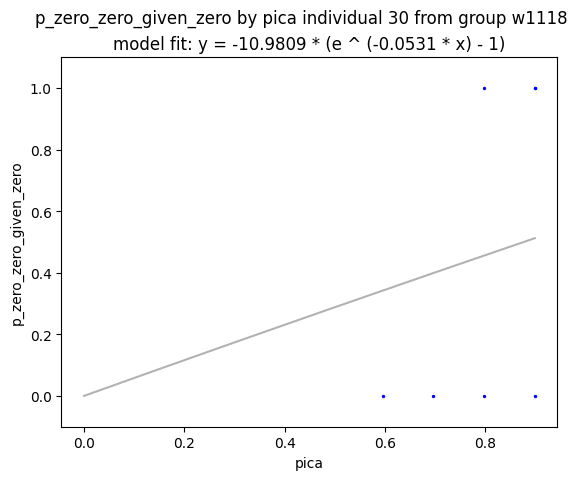 p_zero_zero_given_zero by pica individual 30 from group w1118
model fit: y = -10.9809 * (e ^ (-0.0531 * x) - 1)
1.0
0.8
0.6
0.4
0.2
0.0
p_zero_zero_given_zero
0.0 0.2 0.4 0.6 0.8
pica